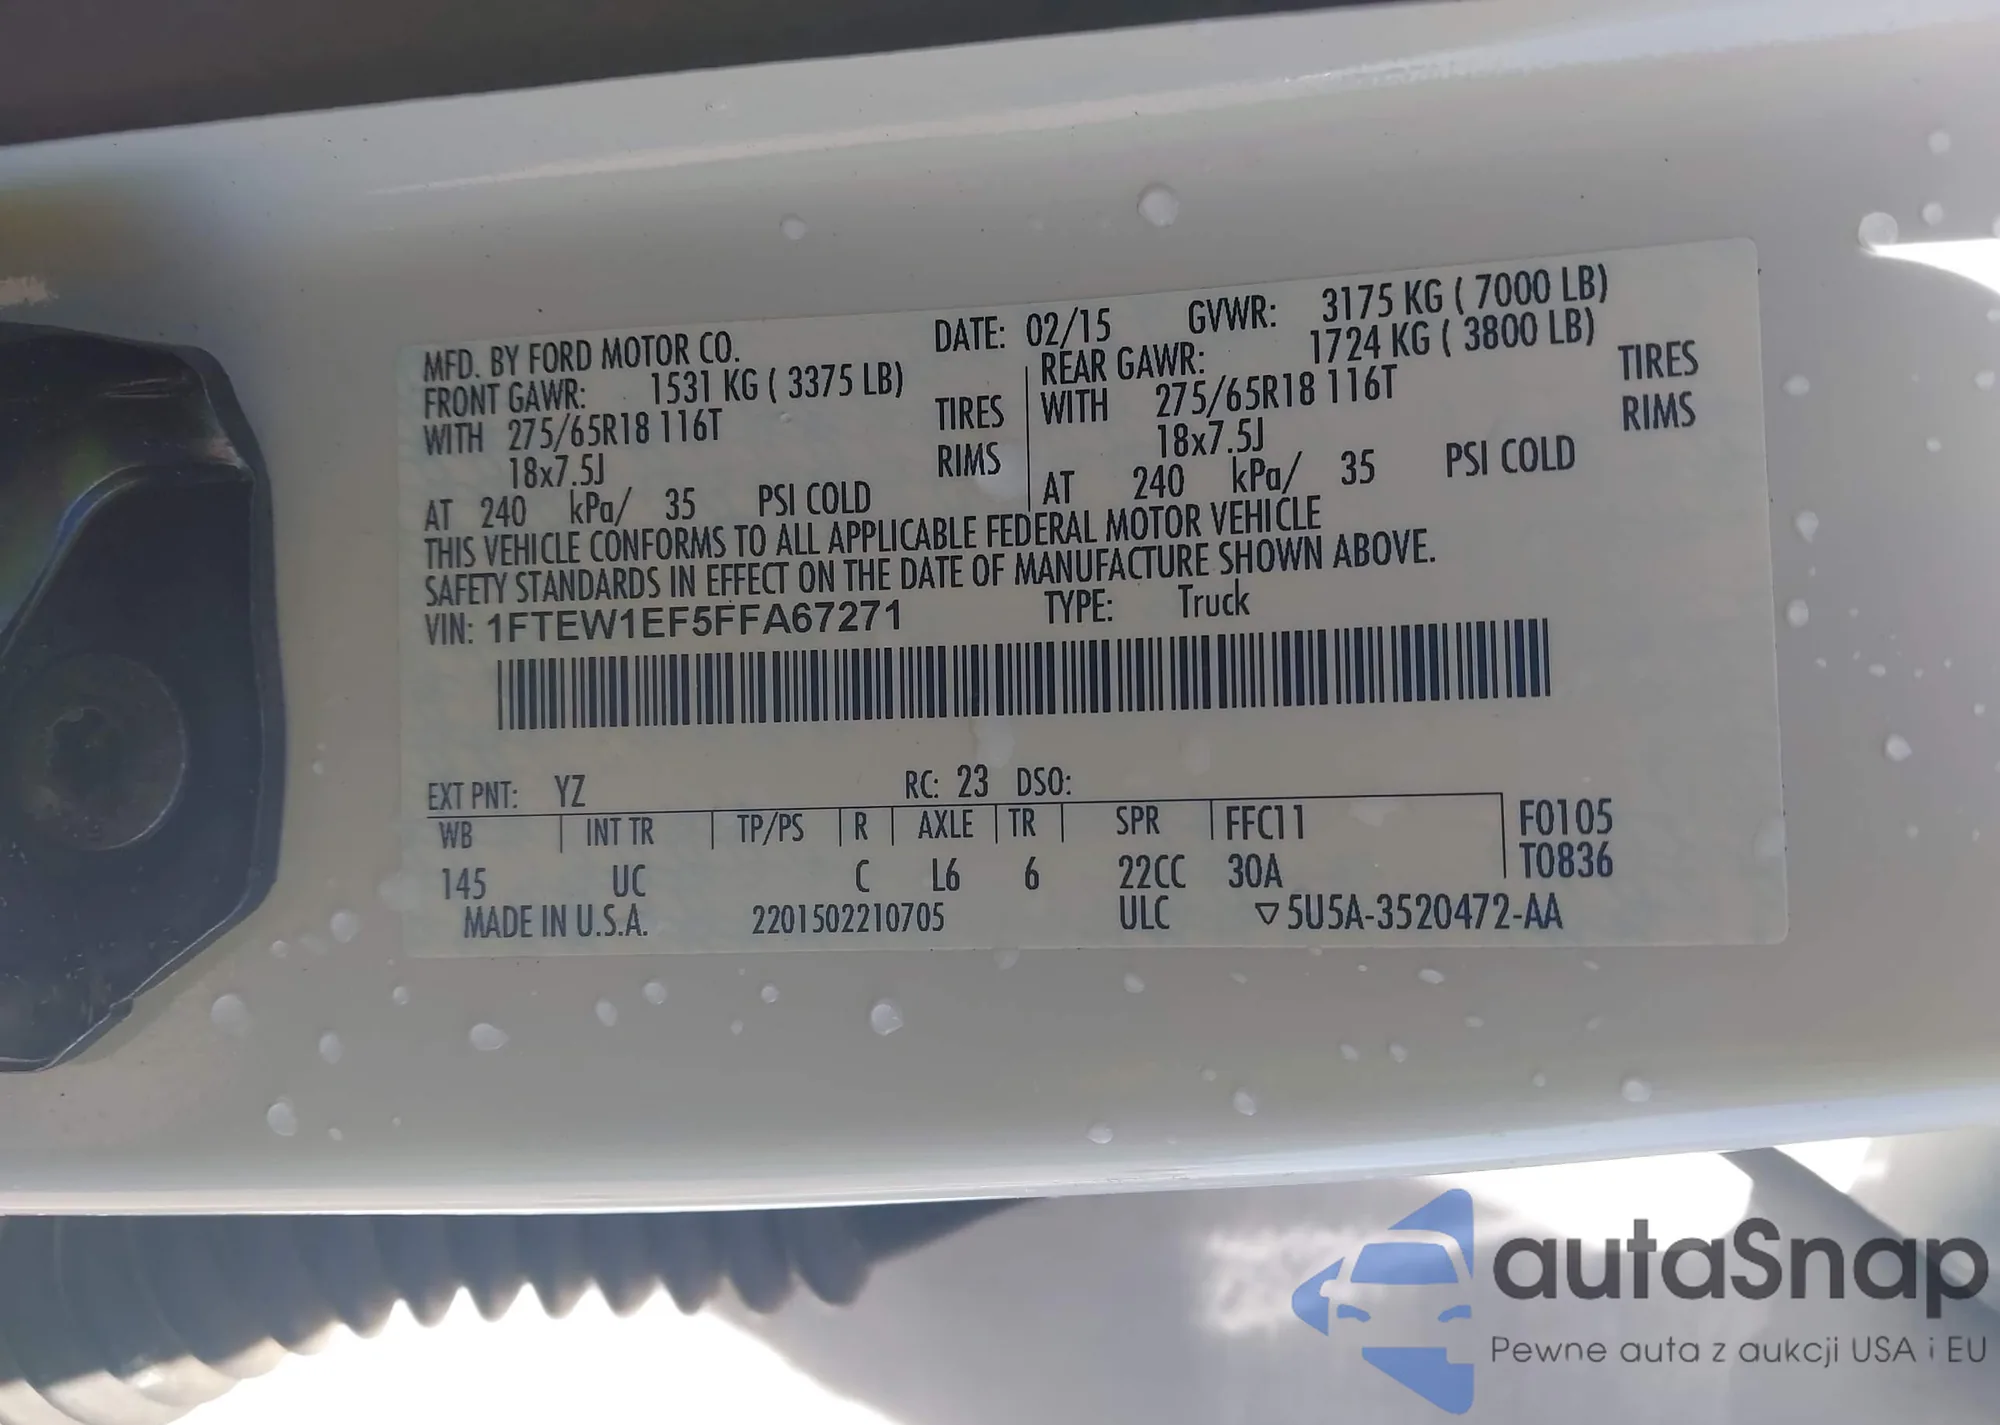 MFD. BY FORD MOTOR CO. DATE: 02/15 GVWR: 3175 KG ( 7000 LB)
FRONT GAWR: 1531 KG ( 3375 LB) REAR GAWR: 1724 KG ( 3800 LB)
WITH 275/65R18 116T TIRES WITH 275/65R18 116T TIRES
18x7.5J RIMS 18x7.5J RIMS
AT 240 kPa/ 35 PSI COLD AT 240 kPa/ 35 PSI COLD
THIS VEHICLE CONFORMS TO ALL APPLICABLE FEDERAL MOTOR VEHICLE
SAFETY STANDARDS IN EFFECT ON THE DATE OF MANUFACTURE SHOWN ABOVE.
VIN: 1FTEW1EF5FFA67271 TYPE: Truck
EXT PNT: YZ RC: 23 DSO:
WB INT TR TP/PS R AXLE TR SPR FFC11 F0105
145 UC C L6 6 22CC 30A T0836
MADE IN U.S.A. 2201502210705 ULC ▽5U5A-3520472-AA
autaSnap
Pewne auta z aukcji USA i EU